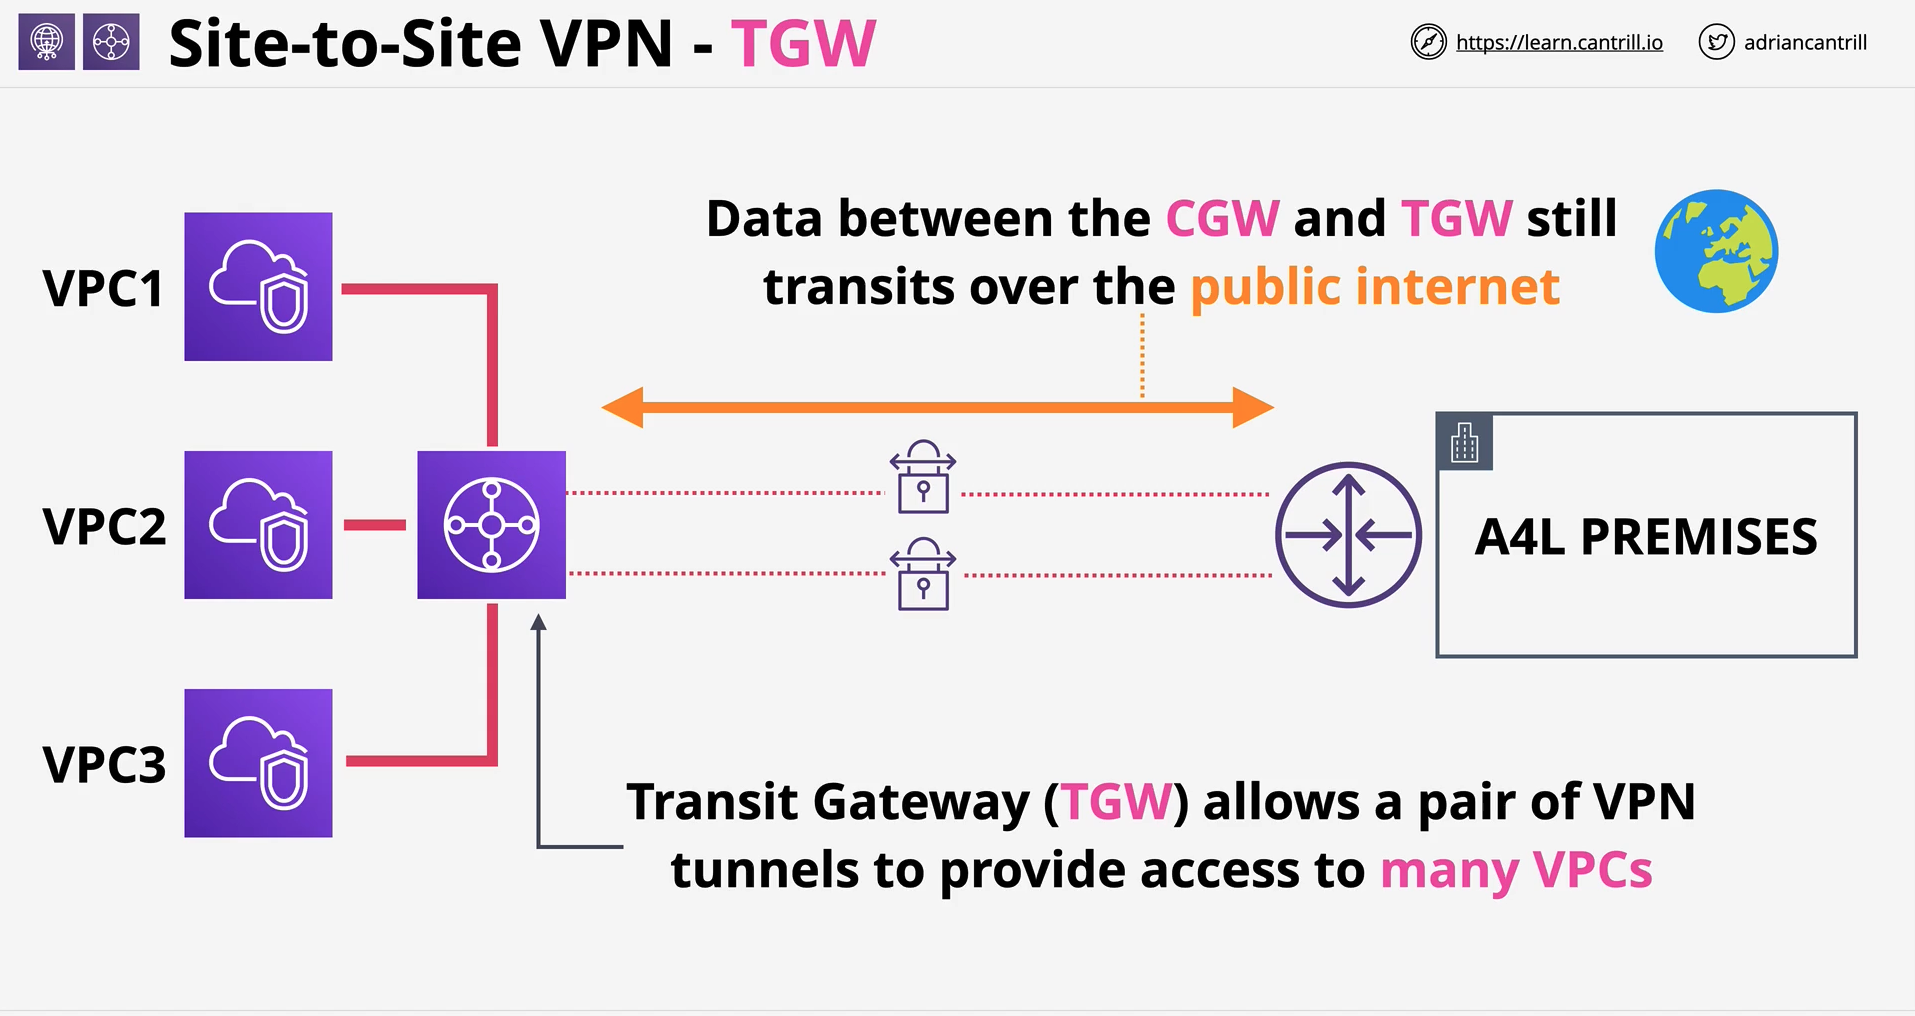 Site-to-Site VPN - TGW
https://learn.cantrill.io
adriancantrill
Data between the CGW and TGW still
transits over the public internet
VPC1
VPC2
A4L PREMISES
VPC3
Transit Gateway (TGW) allows a pair of VPN
tunnels to provide access to many VPCs